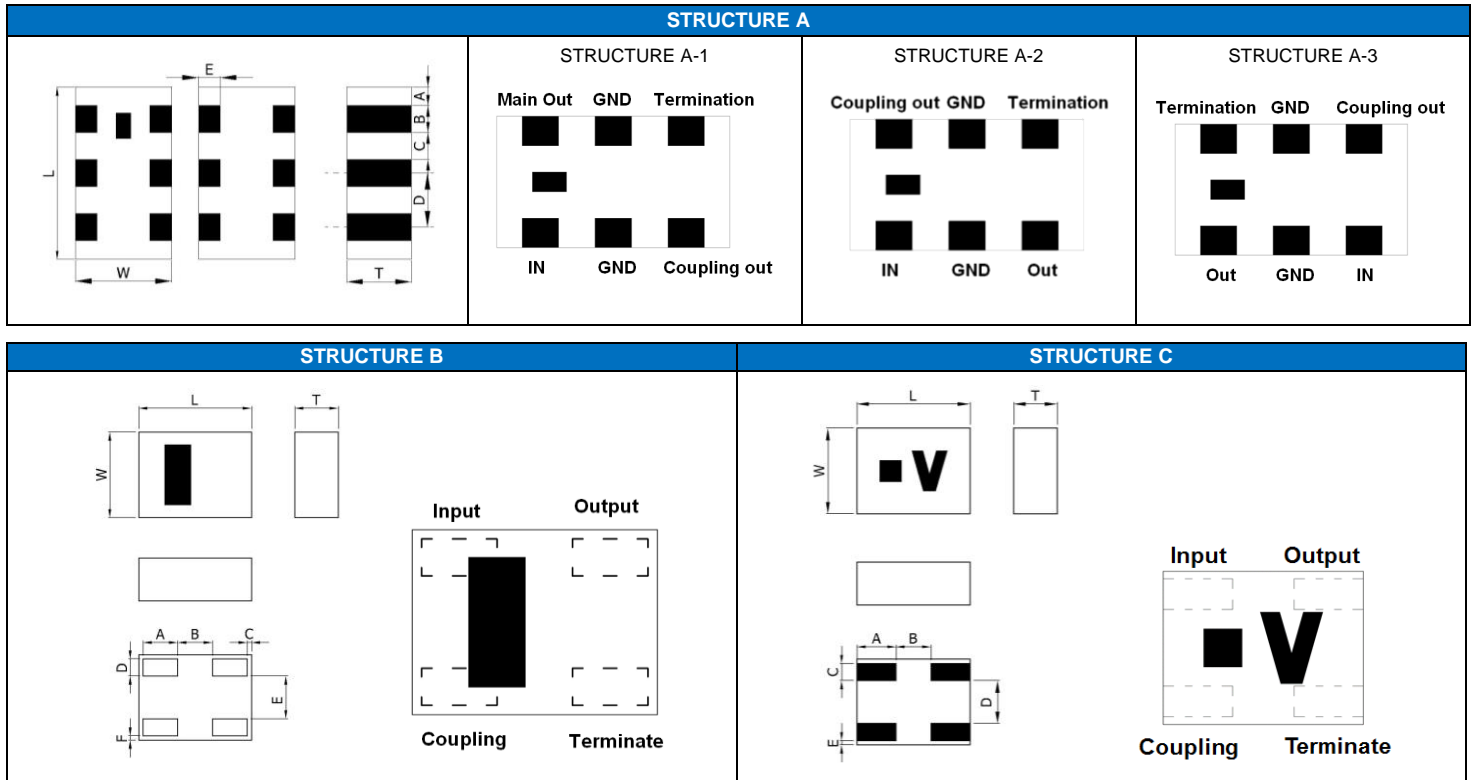 STRUCTURE A
E
A
B
C
D
L
W
T
STRUCTURE A-1
Main Out GND Termination
IN GND Coupling out
STRUCTURE A-2
Coupling out GND Termination
IN GND Out
STRUCTURE A-3
Termination GND Coupling out
Out GND IN
STRUCTURE B
L T
W
A B C
D
E
F
Input Output
Coupling Terminate
STRUCTURE C
L T
W
V
A B
C
D
E
Input Output
V
Coupling Terminate